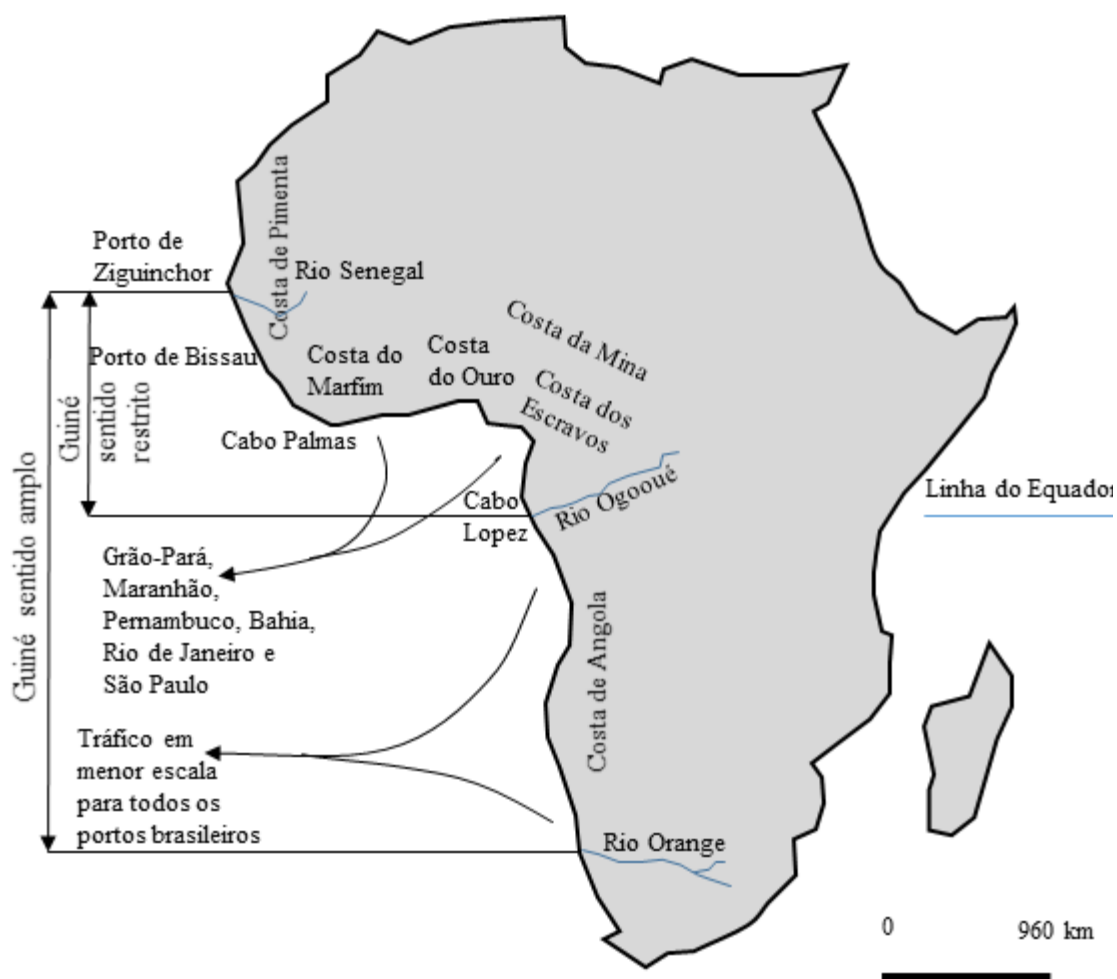 Porto de
Ziguinchor
Costa de Pimenta
Rio Senegal
Porto de Bissau
Costa do
Marfim
Costa
do Ouro
Costa da Mina
Costa dos
Escravos
Guiné
sentido
restrito
Cabo Palmas
Guiné sentido amplo
Cabo
Lopez
Rio Ogooué
Linha do Equador
Grão-Pará,
Maranhão,
Pernambuco, Bahia,
Rio de Janeiro e
São Paulo
Costa de Angola
Tráfico em
menor escala
para todos os
portos brasileiros
Rio Orange
0
960 km